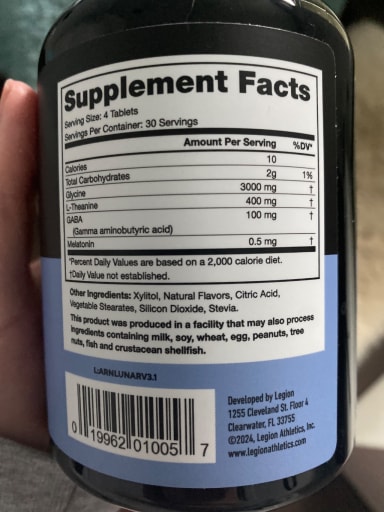 Supplement Facts
Serving Size: 4 Tablets
Servings Per Container: 30 Servings
Amount Per Serving %DV*
Calories 10
Total Carbohydrates 2g 1%
Glycine 3000 mg †
L-Theanine 400 mg †
GABA 100 mg †
(Gamma aminobutyric acid)
Melatonin 0.5 mg †
*Percent Daily Values are based on a 2,000 calorie diet.
†Daily Value not established.
Other Ingredients: Xylitol, Natural Flavors, Citric Acid,
Vegetable Stearates, Silicon Dioxide, Stevia.
This product was produced in a facility that may also process
ingredients containing milk, soy, wheat, egg, peanuts, tree
nuts, fish and crustacean shellfish.
L:ARNLUNARV3.1
0 19962 01005 7
Developed by Legion
1255 Cleveland St. Floor 4
Clearwater, FL 33755
©2024, Legion Athletics, Inc.
www.legionathletics.com